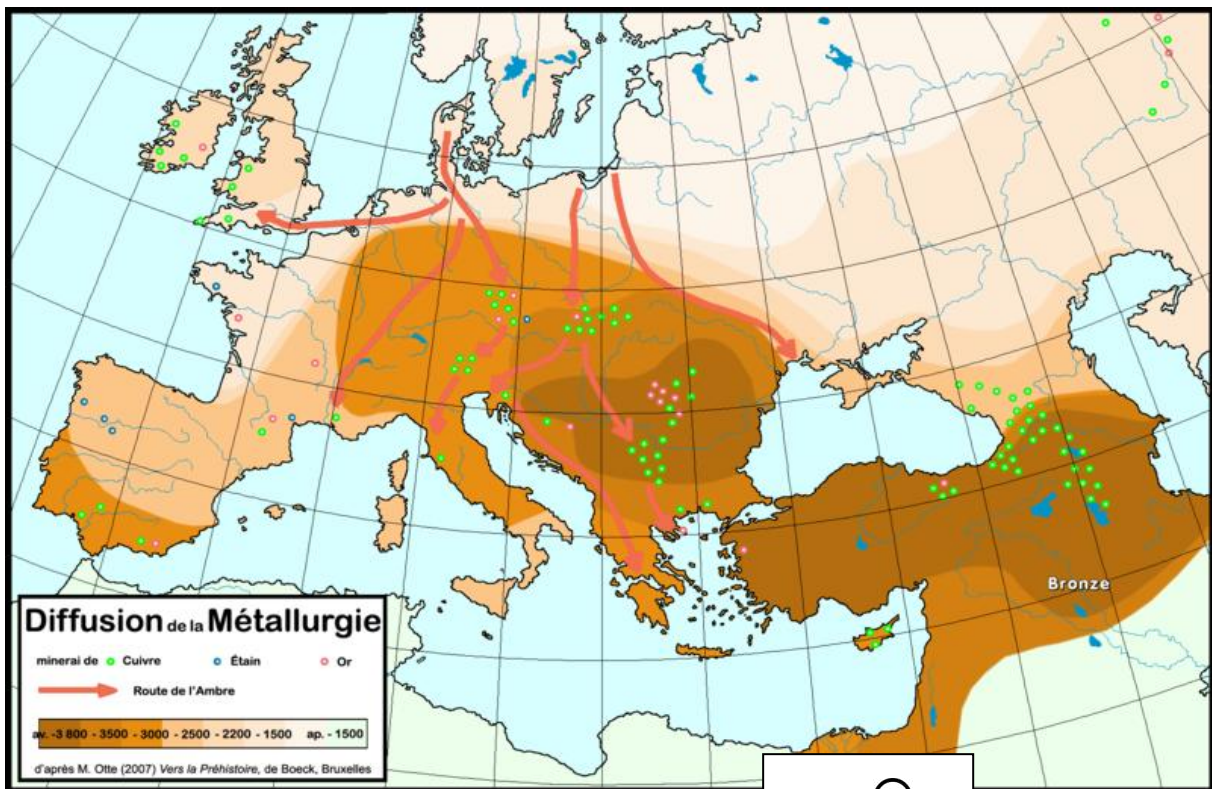 Bronze
Diffusion de la Métallurgie
minerai de Cuivre Étain Or
Route de l'Ambre
av. -3 800 - 3500 - 3000 - 2500 - 2200 - 1500 ap. - 1500
d'après M. Otte (2007) Vers la Préhistoire, de Boeck, Bruxelles